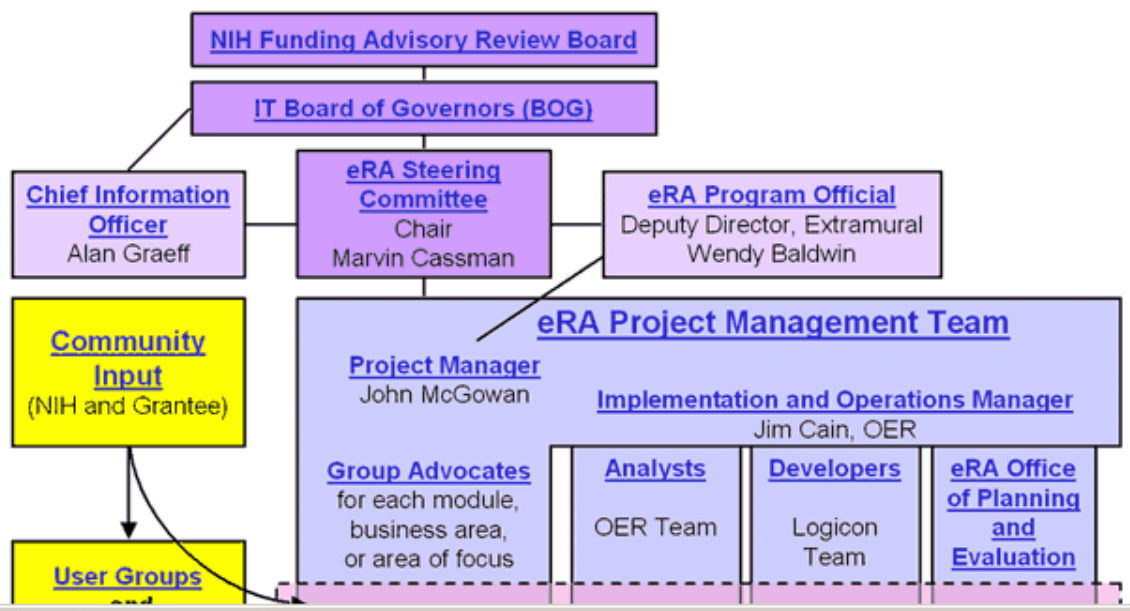 NIH Funding Advisory Review Board
IT Board of Governors (BOG)
Chief Information
Officer
Alan Graeff
eRA Steering
Committee
Chair
Marvin Cassman
eRA Program Official
Deputy Director, Extramural
Wendy Baldwin
Community
Input
(NIH and Grantee)
eRA Project Management Team
Project Manager
John McGowan
Implementation and Operations Manager
Jim Cain, OER
Group Advocates
for each module,
business area,
or area of focus
Analysts
OER Team
Developers
Logicon
Team
eRA Office
of Planning
and
Evaluation
User Groups
and